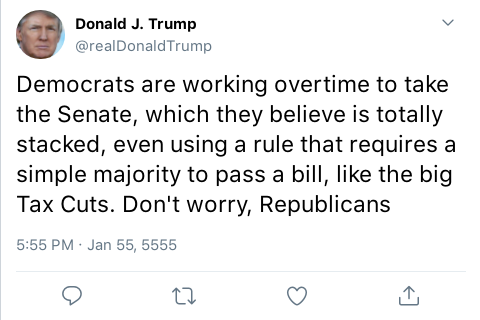 Donald J. Trump
@realDonaldTrump
Democrats are working overtime to take
the Senate, which they believe is totally
stacked, even using a rule that requires a
simple majority to pass a bill, like the big
Tax Cuts. Don't worry, Republicans
5:55 PM · Jan 55, 5555